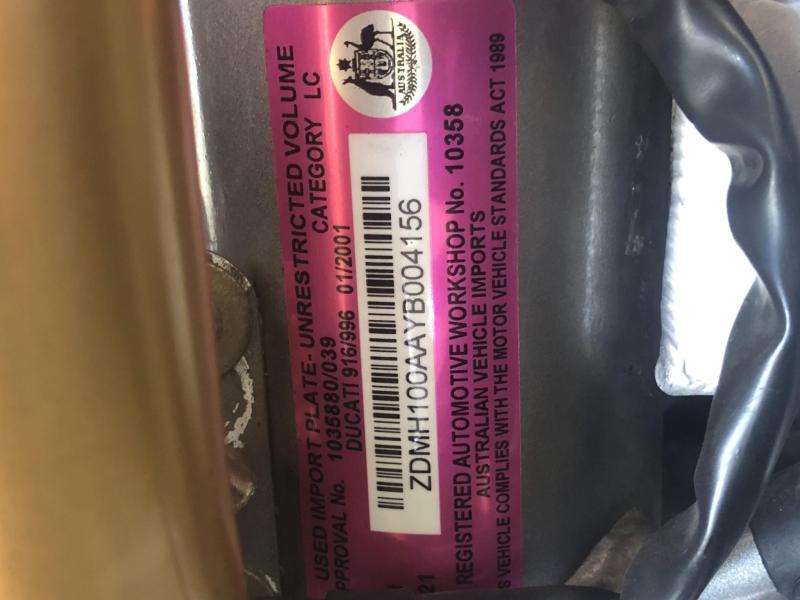 AUSTRALIA
USED IMPORT PLATE- UNRESTRICTED VOLUME
PPROVAL No. 1035880/039 CATEGORY LC
DUCATI 916/996 01/2001
ZDMH100AAYB004156
21
REGISTERED AUTOMOTIVE WORKSHOP No. 10358
AUSTRALIAN VEHICLE IMPORTS
S VEHICLE COMPLIES WITH THE MOTOR VEHICLE STANDARDS ACT 1989